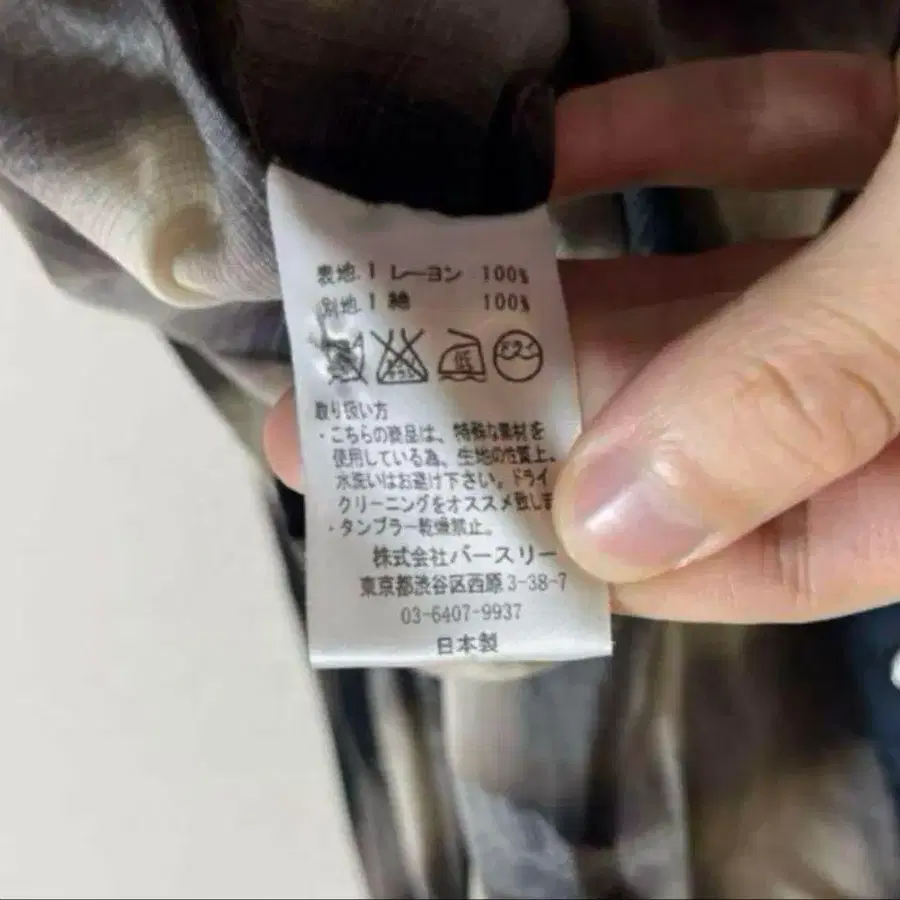 表地.1 レーヨン 100%
別地.1 綿 100%
低
ドライ
取り扱い方
・こちらの商品は、特殊な素材を
使用している為、生地の性質上、
水洗いはお避け下さい。ドライ
クリーニングをオススメ致しま
・タンブラー乾燥禁止。
株式会社バースリー
東京都渋谷区西原3-38-7
03-6407-9937
日本製